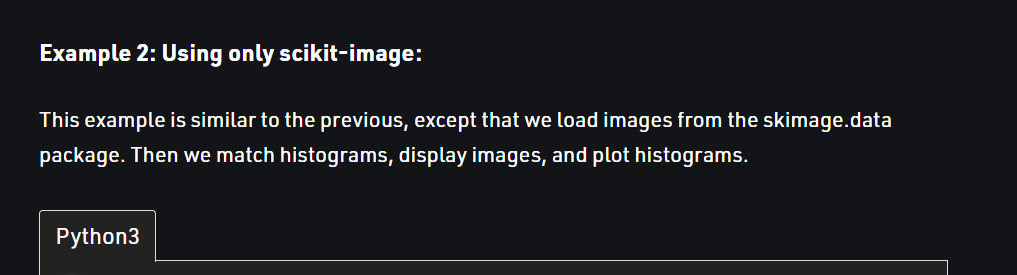 Example 2: Using only scikit-image:
This example is similar to the previous, except that we load images from the skimage.data
package. Then we match histograms, display images, and plot histograms.
Python3